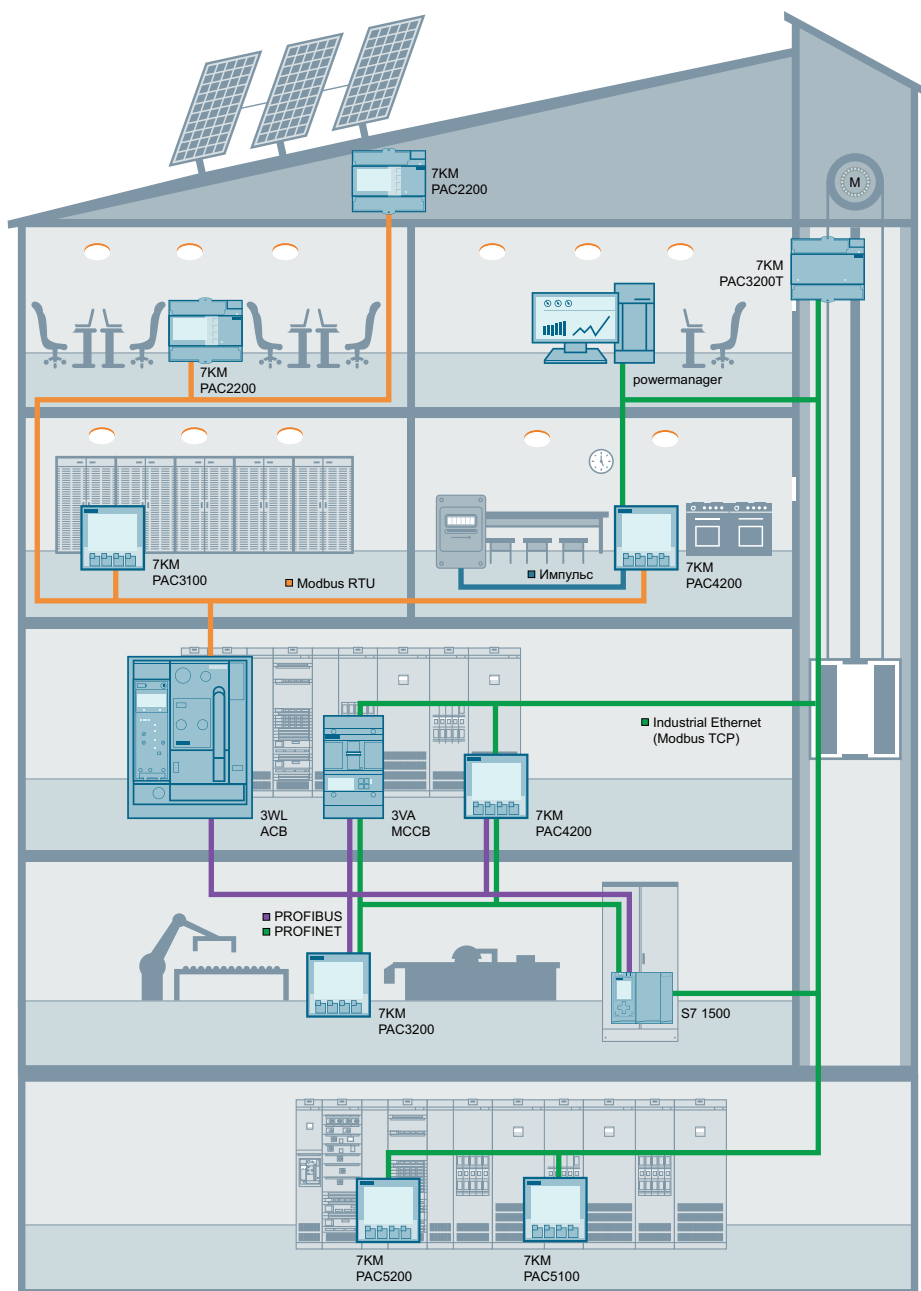 7KM
PAC2200
M
7KM
PAC3200T
7KM
PAC2200
powermanager
7KM
PAC3100
Modbus RTU
Импульс
7KM
PAC4200
Industrial Ethernet
(Modbus TCP)
3WL
ACB
3VA
MCCB
7KM
PAC4200
PROFIBUS
PROFINET
7KM
PAC3200
S7 1500
7KM
PAC5200
7KM
PAC5100